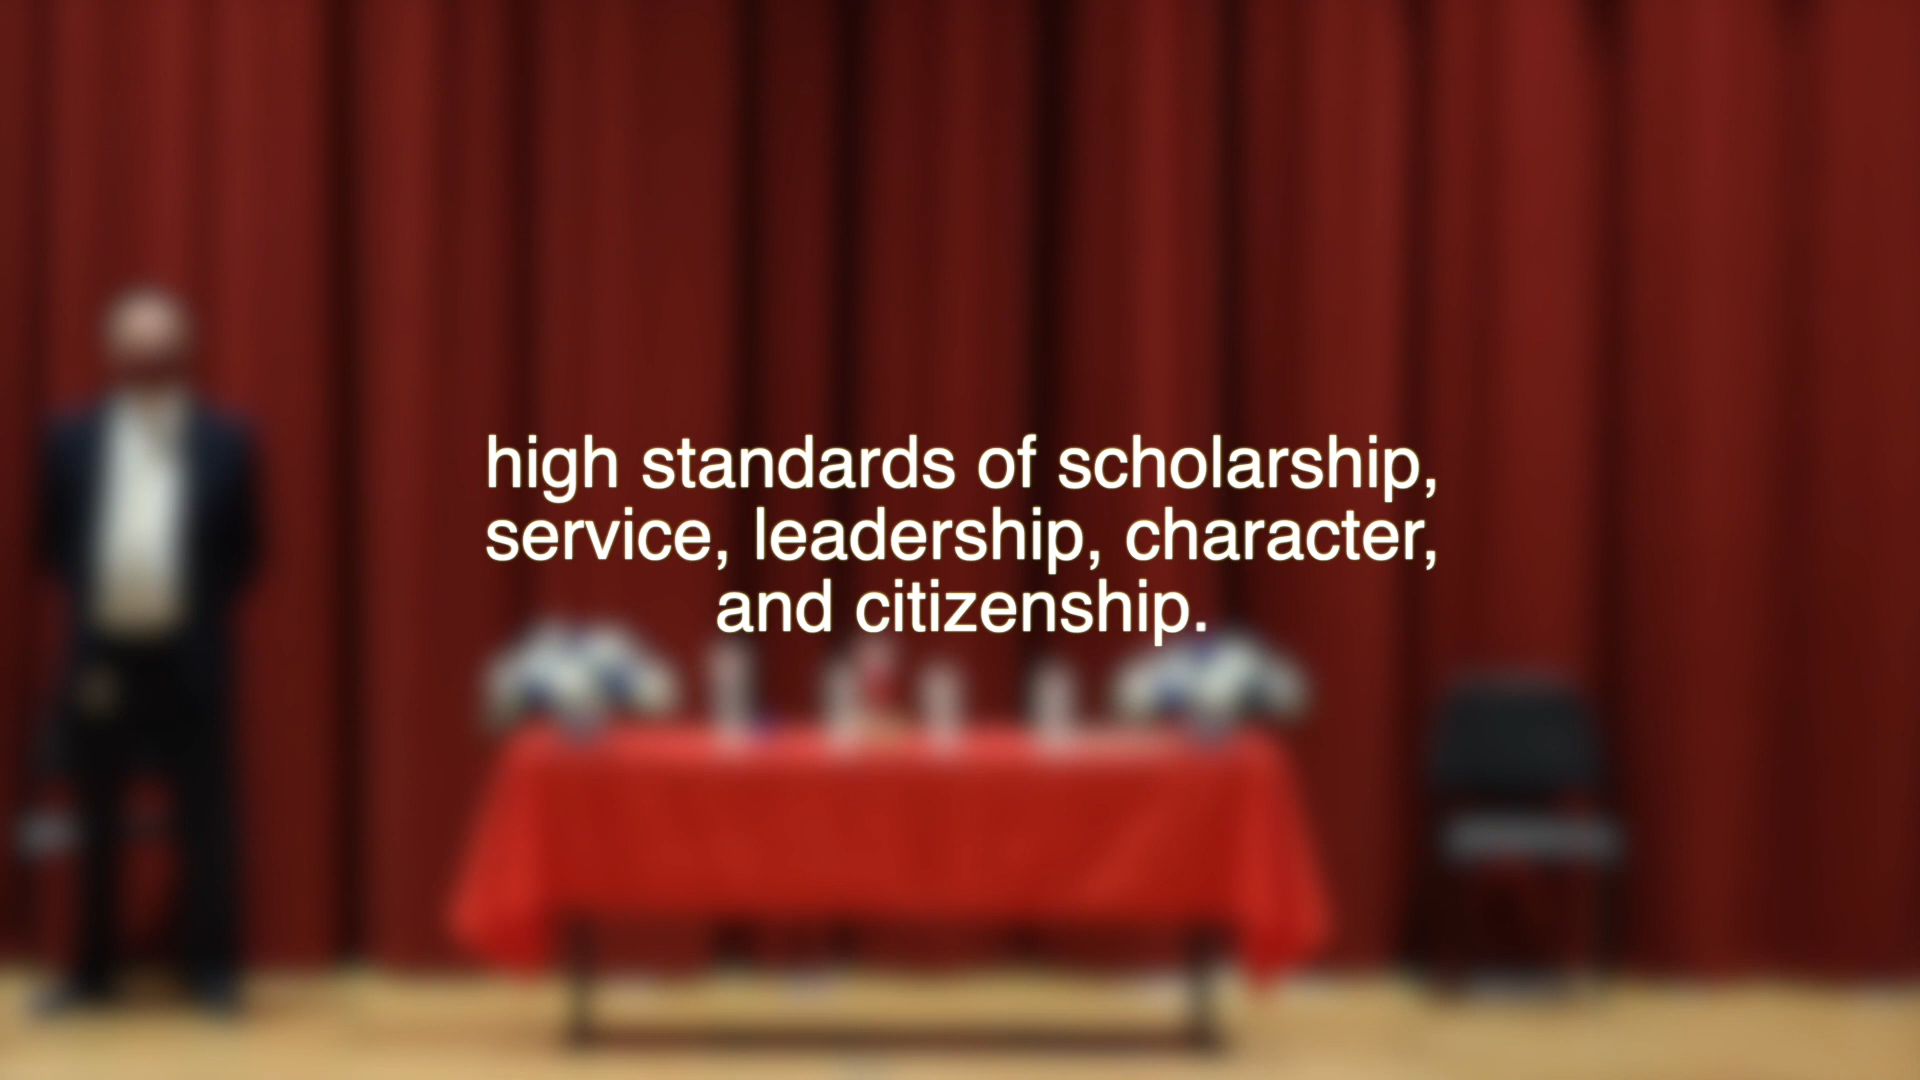 high standards of scholarship,
service, leadership, character,
and citizenship.